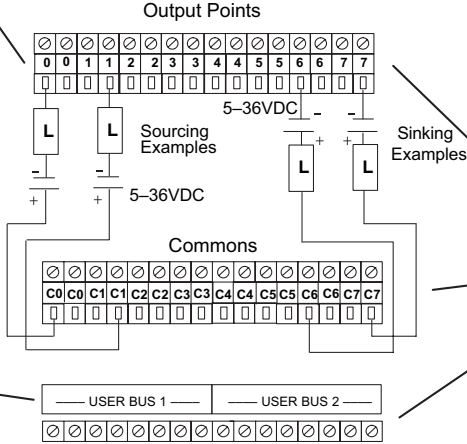 Output Points
0 0 1 1 2 2 3 3 4 4 5 5 6 6 7 7
5–36VDC
L L Sourcing Examples
- - + +
5–36VDC
- - + +
L L Sinking Examples
Commons
C0 C0 C1 C1 C2 C2 C3 C3 C4 C4 C5 C5 C6 C6 C7 C7
USER BUS 1 USER BUS 2